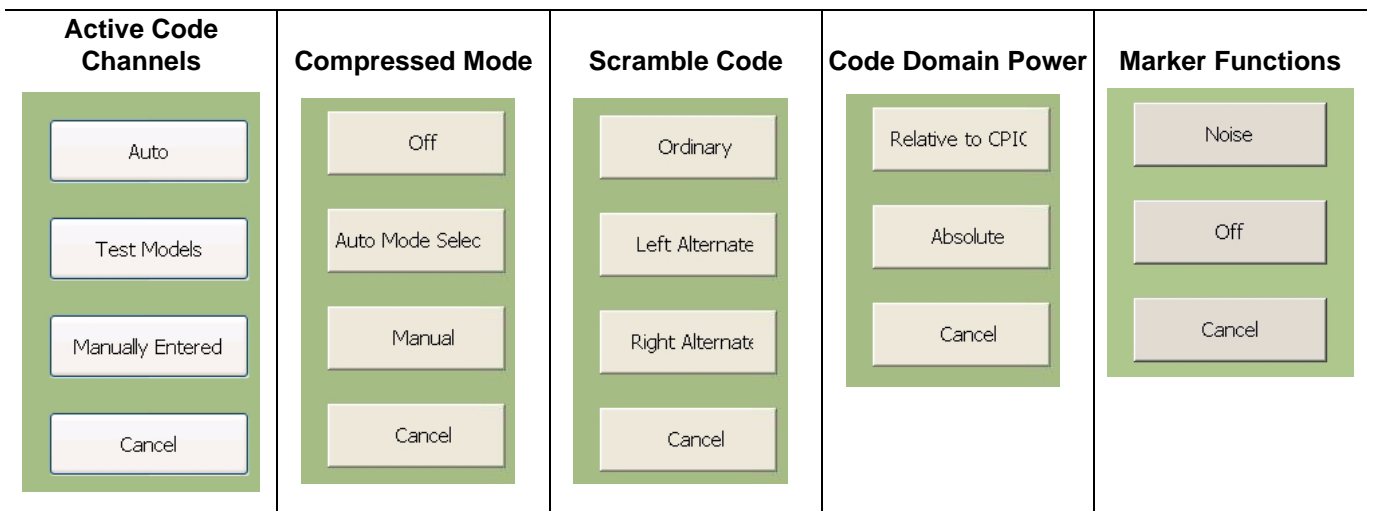 Active Code
Channels
Auto
Test Models
Manually Entered
Cancel
Compressed Mode
Off
Auto Mode Selec
Manual
Cancel
Scramble Code
Ordinary
Left Alternate
Right Alternate
Cancel
Code Domain Power
Relative to CPIC
Absolute
Cancel
Marker Functions
Noise
Off
Cancel